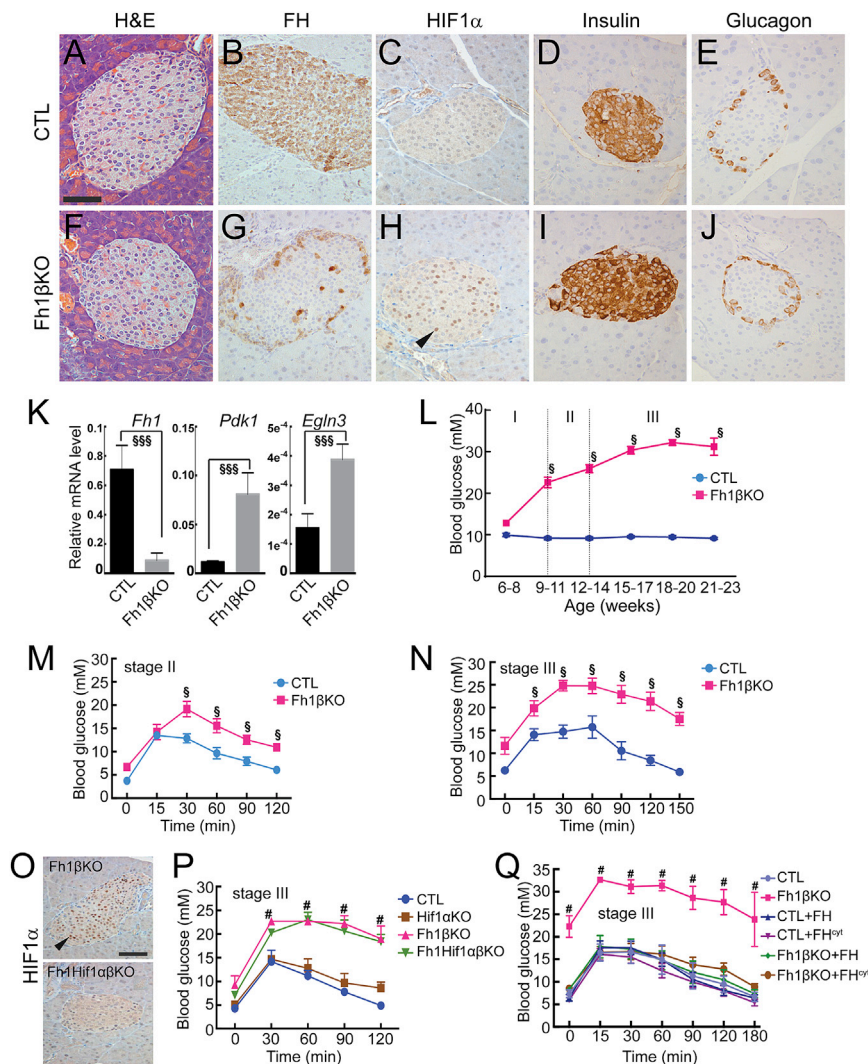 H&E FH HIF1α Insulin Glucagon
CTL
A B C D E
Fh1βKO
F G H I J
K
Relative mRNA level
Fh1 Pdk1 Egln3
§§§ §§§ §§§
1.0 0.15 6e-4
0.8 5e-4
0.6 0.10 4e-4
0.4 0.05 3e-4
2e-4
0.2 1e-4
0 0 0
CTL Fh1βKO CTL Fh1βKO CTL Fh1βKO
L
Blood glucose (mM)
I II III
40
30
20
10
0
§ § § § §
CTL
Fh1βKO
6-8 9-11 12-14 15-17 18-20 21-23
Age (weeks)
M
Blood glucose (mM)
stage II
30
25
20
15
10
5
0
§ § § §
CTL
Fh1βKO
0 15 30 60 90 120
Time (min)
N
Blood glucose (mM)
stage III
30
25
20
15
10
5
0
§ § § § § §
CTL
Fh1βKO
0 15 30 60 90 120 150
Time (min)
O
HIF1α
Fh1βKO
Fh1Hif1αβKO
P
Blood glucose (mM)
stage III
30
25
20
15
10
5
0
# # # #
CTL
Hif1αKO
Fh1βKO
Fh1Hif1αβKO
0 30 60 90 120
Time (min)
Q
Blood glucose (mM)
stage III
35
30
25
20
15
10
5
0
# # # # # # #
CTL
Fh1βKO
CTL+FH
CTL+FHcyt
Fh1βKO+FH
Fh1βKO+FHcyt
0 15 30 60 90 120 180
Time (min)